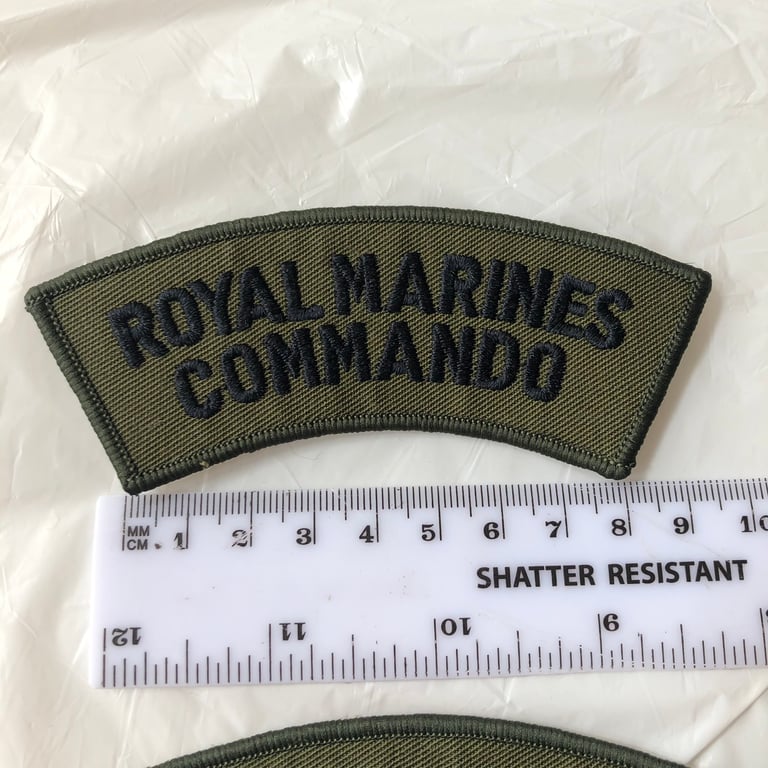 ROYAL MARINES
COMMANDO
MM
CM 1 2 3 4 5 6 7 8 9 10
SHATTER RESISTANT
12 11 10 9